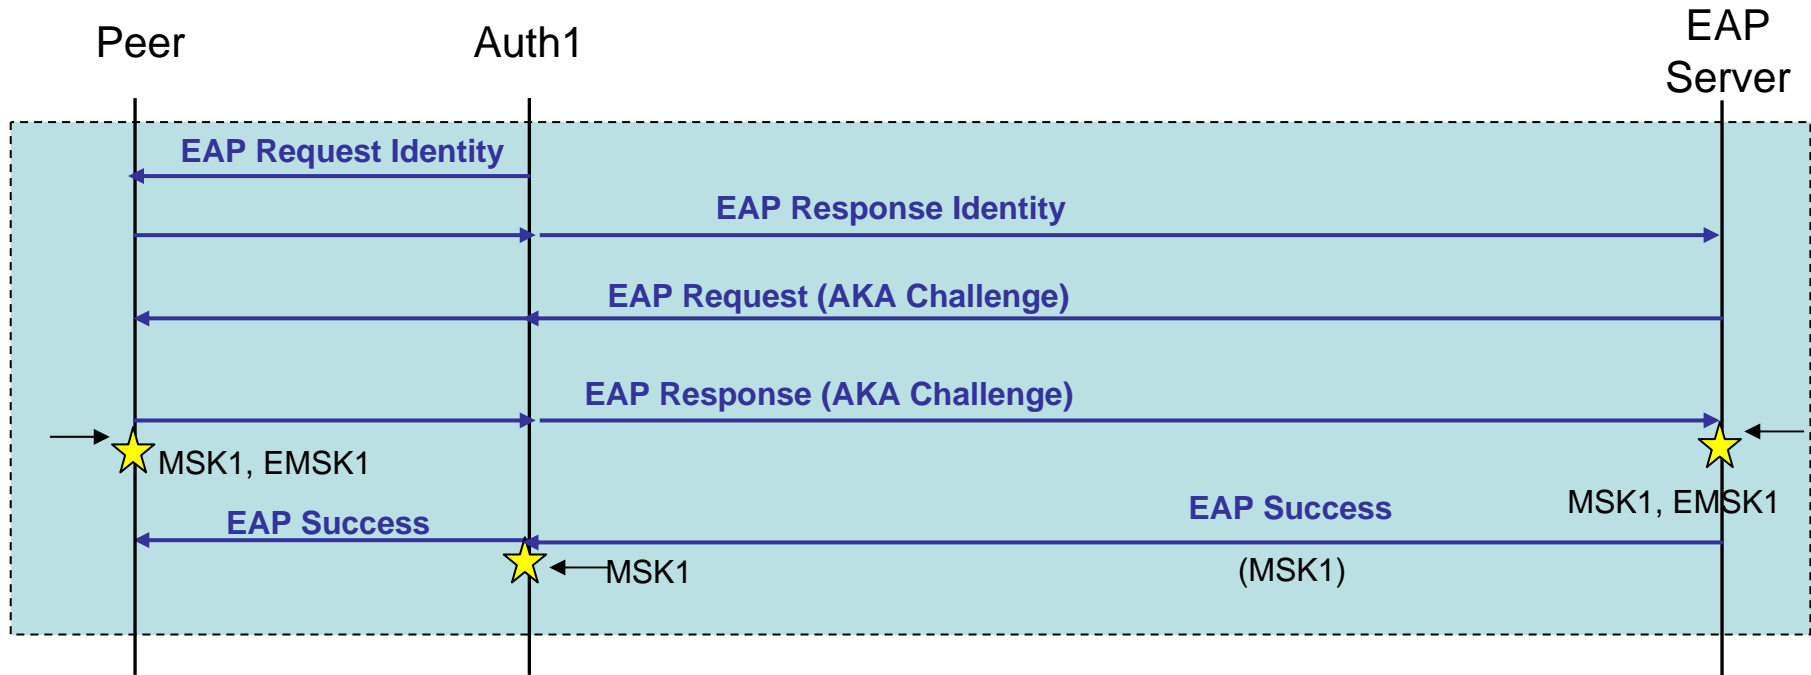 Peer
Auth1
EAP
Server
EAP Request Identity
EAP Response Identity
EAP Request (AKA Challenge)
EAP Response (AKA Challenge)
MSK1, EMSK1
MSK1, EMSK1
EAP Success
EAP Success
MSK1
(MSK1)